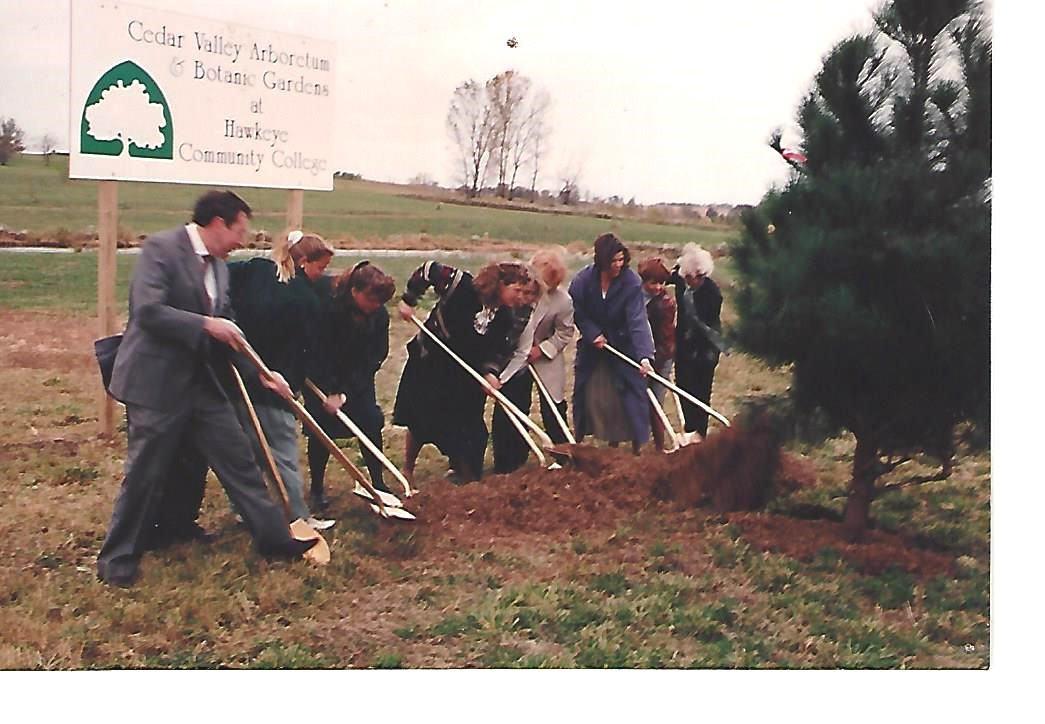 Cedar Valley Arboretum
& Botanic Gardens
at
Hawkeye
Community College